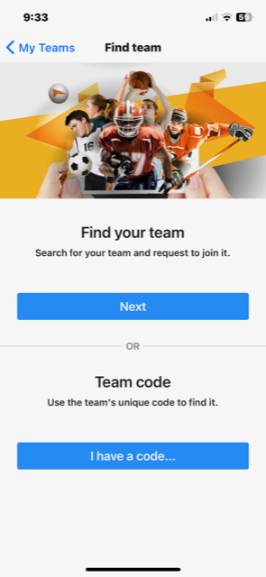 9:33
My Teams
Find team
16
Find your team
Search for your team and request to join it.
Next
OR
Team code
Use the team's unique code to find it.
I have a code...